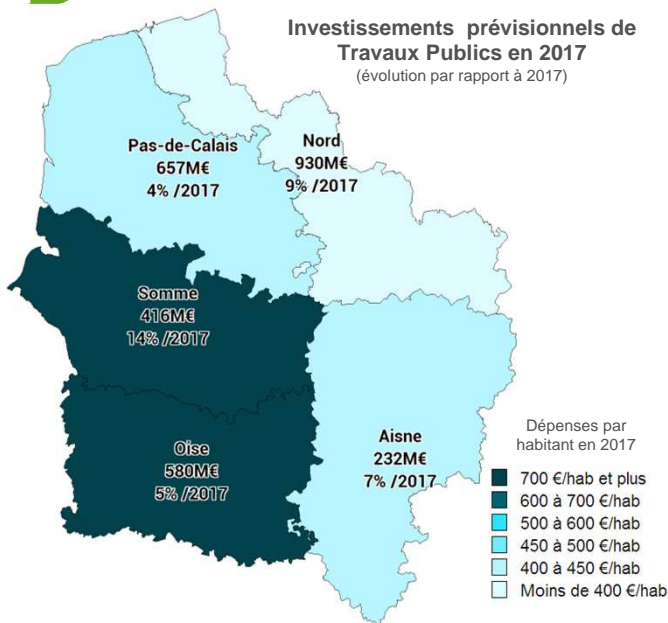 Investissements prévisionnels de
Travaux Publics en 2017
(évolution par rapport à 2017)
Pas-de-Calais
657M€
4% /2017
Nord
930M€
9% /2017
Somme
416M€
14% /2017
Oise
580M€
5% /2017
Aisne
232M€
7% /2017
Dépenses par
habitant en 2017
700 €/hab et plus
600 à 700 €/hab
500 à 600 €/hab
450 à 500 €/hab
400 à 450 €/hab
Moins de 400 €/hab